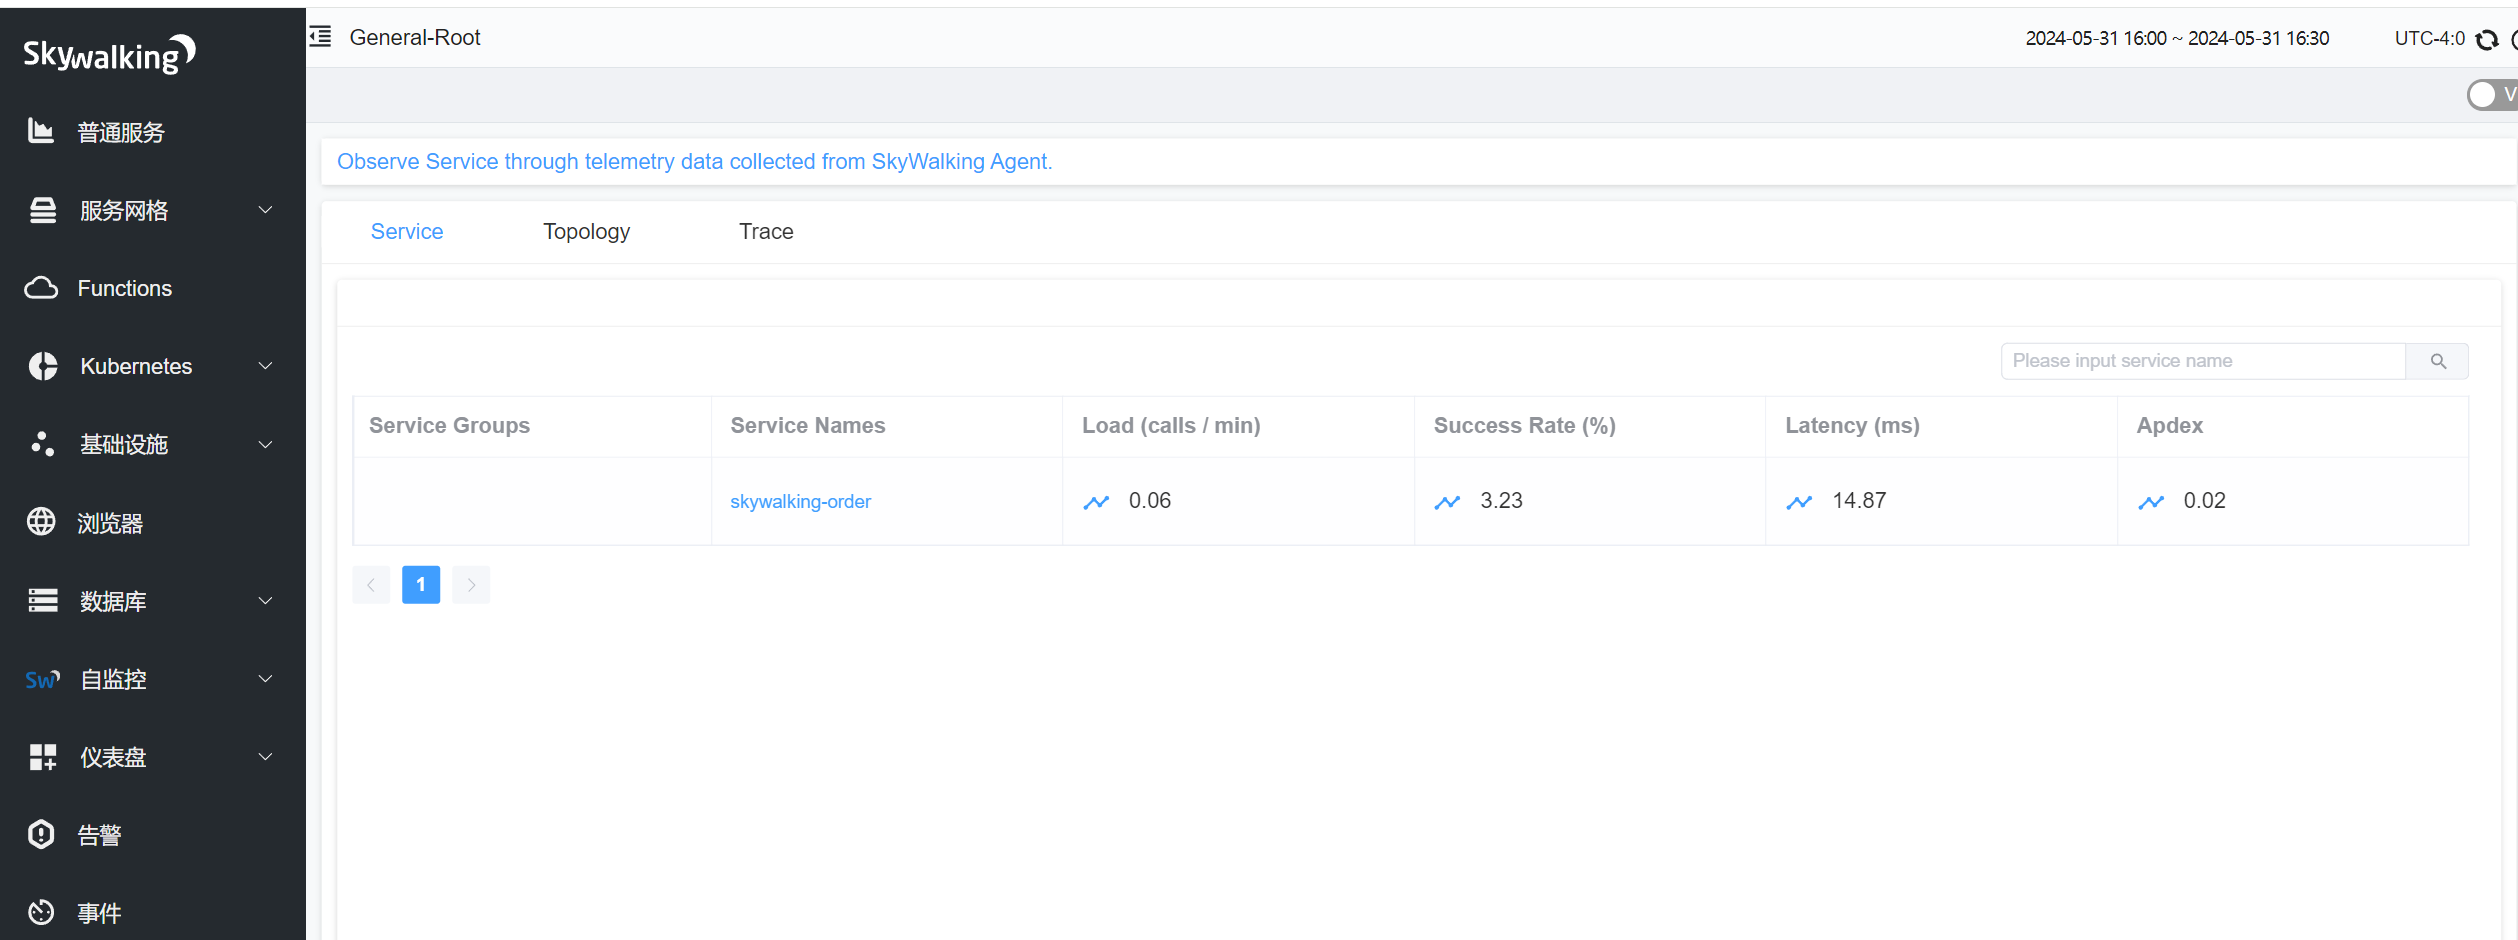 Skywalking
General-Root
2024-05-31 16:00 ~ 2024-05-31 16:30
UTC-4:0
V
普通服务
服务网格
Functions
Kubernetes
基础设施
浏览器
数据库
Sw
自监控
仪表盘
告警
事件
Observe Service through telemetry data collected from SkyWalking Agent.
Service
Topology
Trace
Please input service name
Service Groups
Service Names
Load (calls / min)
Success Rate (%)
Latency (ms)
Apdex
skywalking-order
0.06
3.23
14.87
0.02
1